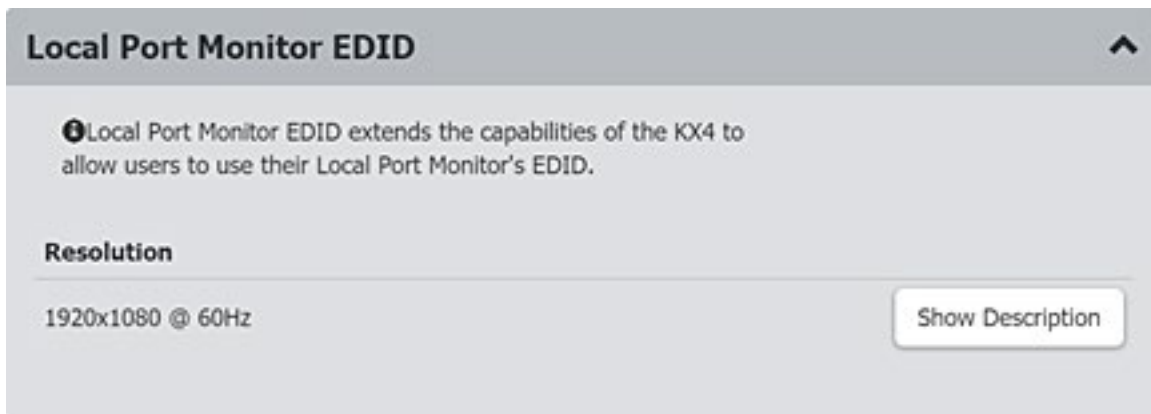 Local Port Monitor EDID
Local Port Monitor EDID extends the capabilities of the KX4 to
allow users to use their Local Port Monitor's EDID.
Resolution
1920x1080 @ 60Hz
Show Description